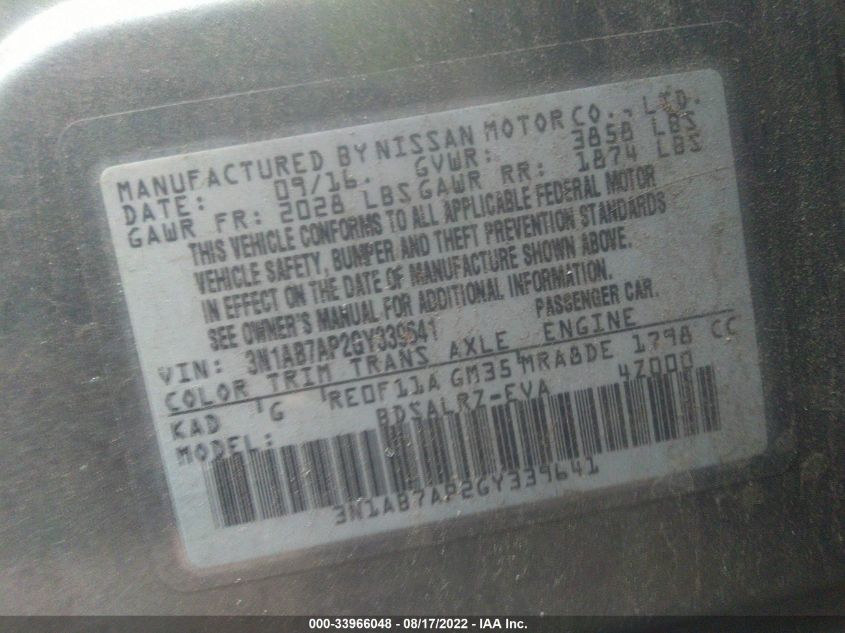 MANUFACTURED BY NISSAN MOTOR CO., LTD.
DATE: 09/16. GVWR: 3858 LBS
GAWR FR: 2028 LBS GAWR RR: 1874 LBS
THIS VEHICLE CONFORMS TO ALL APPLICABLE FEDERAL MOTOR
VEHICLE SAFETY, BUMPER AND THEFT PREVENTION STANDARDS
IN EFFECT ON THE DATE OF MANUFACTURE SHOWN ABOVE.
SEE OWNER'S MANUAL FOR ADDITIONAL INFORMATION.
VIN: 3N1AB7AP2GY339641 PASSENGER CAR.
COLOR TRIM TRANS AXLE ENGINE
KAD G RE0F11A GM35 MRA8DE 1798 CC
MODEL: BDSALRZ-EVA 4Z000
3N1AB7AP2GY339641
000-33966048 - 08/17/2022 - IAA Inc.